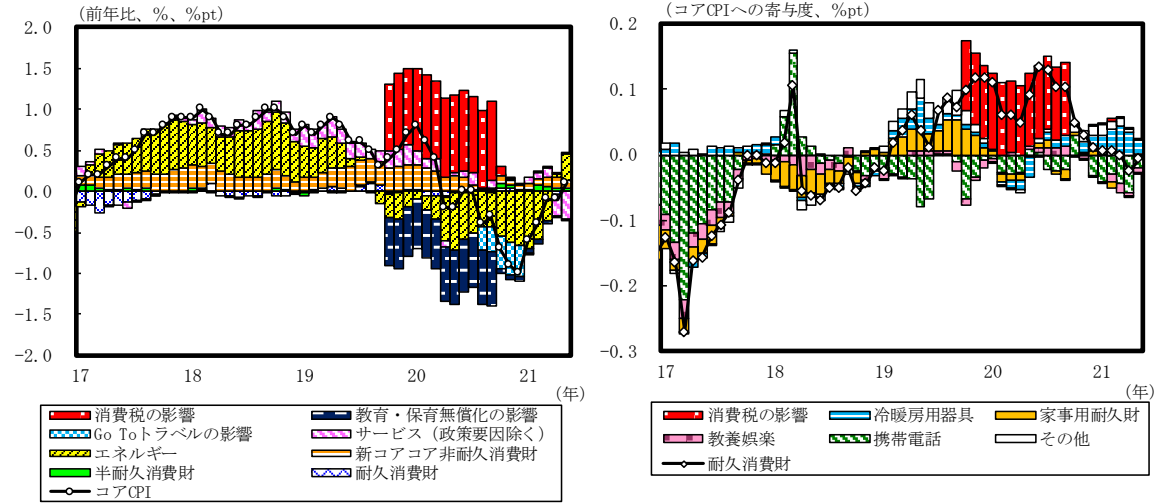 (前年比、%、%pt)
2.0
1.5
1.0
0.5
0.0
-0.5
-1.0
-1.5
-2.0
17 18 19 20 21
(年)
消費税の影響 教育・保育無償化の影響
Go Toトラベルの影響 サービス（政策要因除く）
エネルギー 新コアコア非耐久消費財
半耐久消費財 耐久消費財
コアCPI
(コアCPIへの寄与度、%pt)
0.2
0.1
0.0
-0.1
-0.2
-0.3
17 18 19 20 21
(年)
消費税の影響 冷暖房用器具 家事用耐久財
教養娯楽 携帯電話 その他
耐久消費財